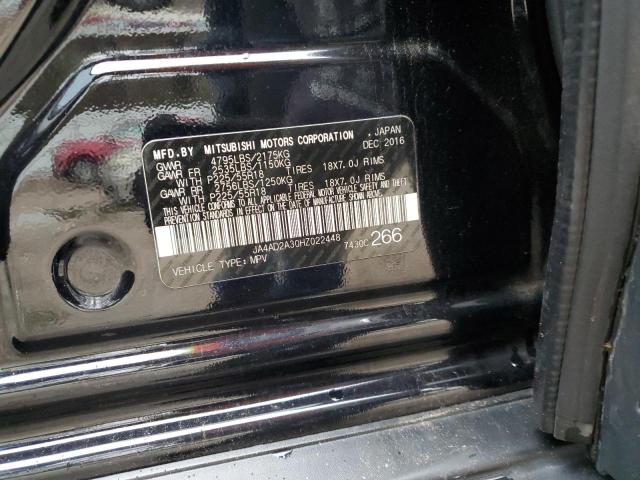 MFD.BY MITSUBISHI MOTORS CORPORATION . JAPAN
GVWR 4795LBS/2175KG DEC.2016
GAWR FR 2535LBS/1150KG
WITH P225/55R18 TIRES 18X7.0J RIMS
GAWR RR 2756LBS/1250KG
WITH P225/55R18 TIRES 18X7.0J RIMS
THIS VEHICLE CONFORMS TO ALL APPLICABLE
FEDERAL MOTOR VEHICLE SAFETY, BUMPER AND THEFT
PREVENTION STANDARDS IN EFFECT ON THE DATE OF
MANUFACTURE SHOWN ABOVE.
JA4AD2A30HZ022448
VEHICLE TYPE: MPV 7A30C 266